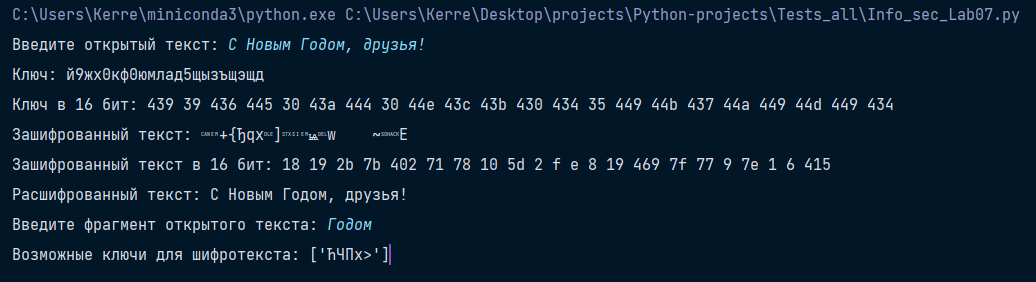 C:\Users\Kerre\miniconda3\python.exe C:\Users\Kerre\Desktop\projects\Python-projects\Tests_all\Info_sec_Lab07.py
Введите открытый текст: С Новым Годом, друзья!
Ключ: й9жх0кф0юмлад5щызъщэщд
Ключ в 16 бит: 439 39 436 445 30 43a 444 30 44e 43c 43b 430 434 35 449 44b 437 44a 449 44d 449 434
Зашифрованный текст: +{Ђqx]ѩw ~E
Зашифрованный текст в 16 бит: 18 19 2b 7b 402 71 78 10 5d 2 f e 8 19 469 7f 77 9 7e 1 6 415
Расшифрованный текст: С Новым Годом, друзья!
Введите фрагмент открытого текста: Годом
Возможные ключи для шифротекста: ['ЋЧПх>']